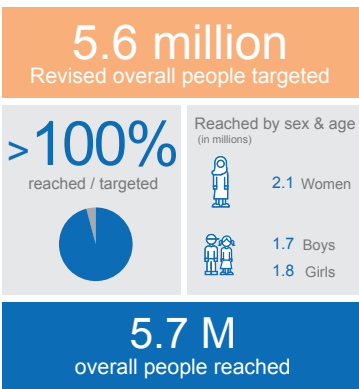 5.6 million
Revised overall people targeted
>100%
reached / targeted
Reached by sex & age
(in millions)
2.1 Women
1.7 Boys
1.8 Girls
5.7 M
overall people reached